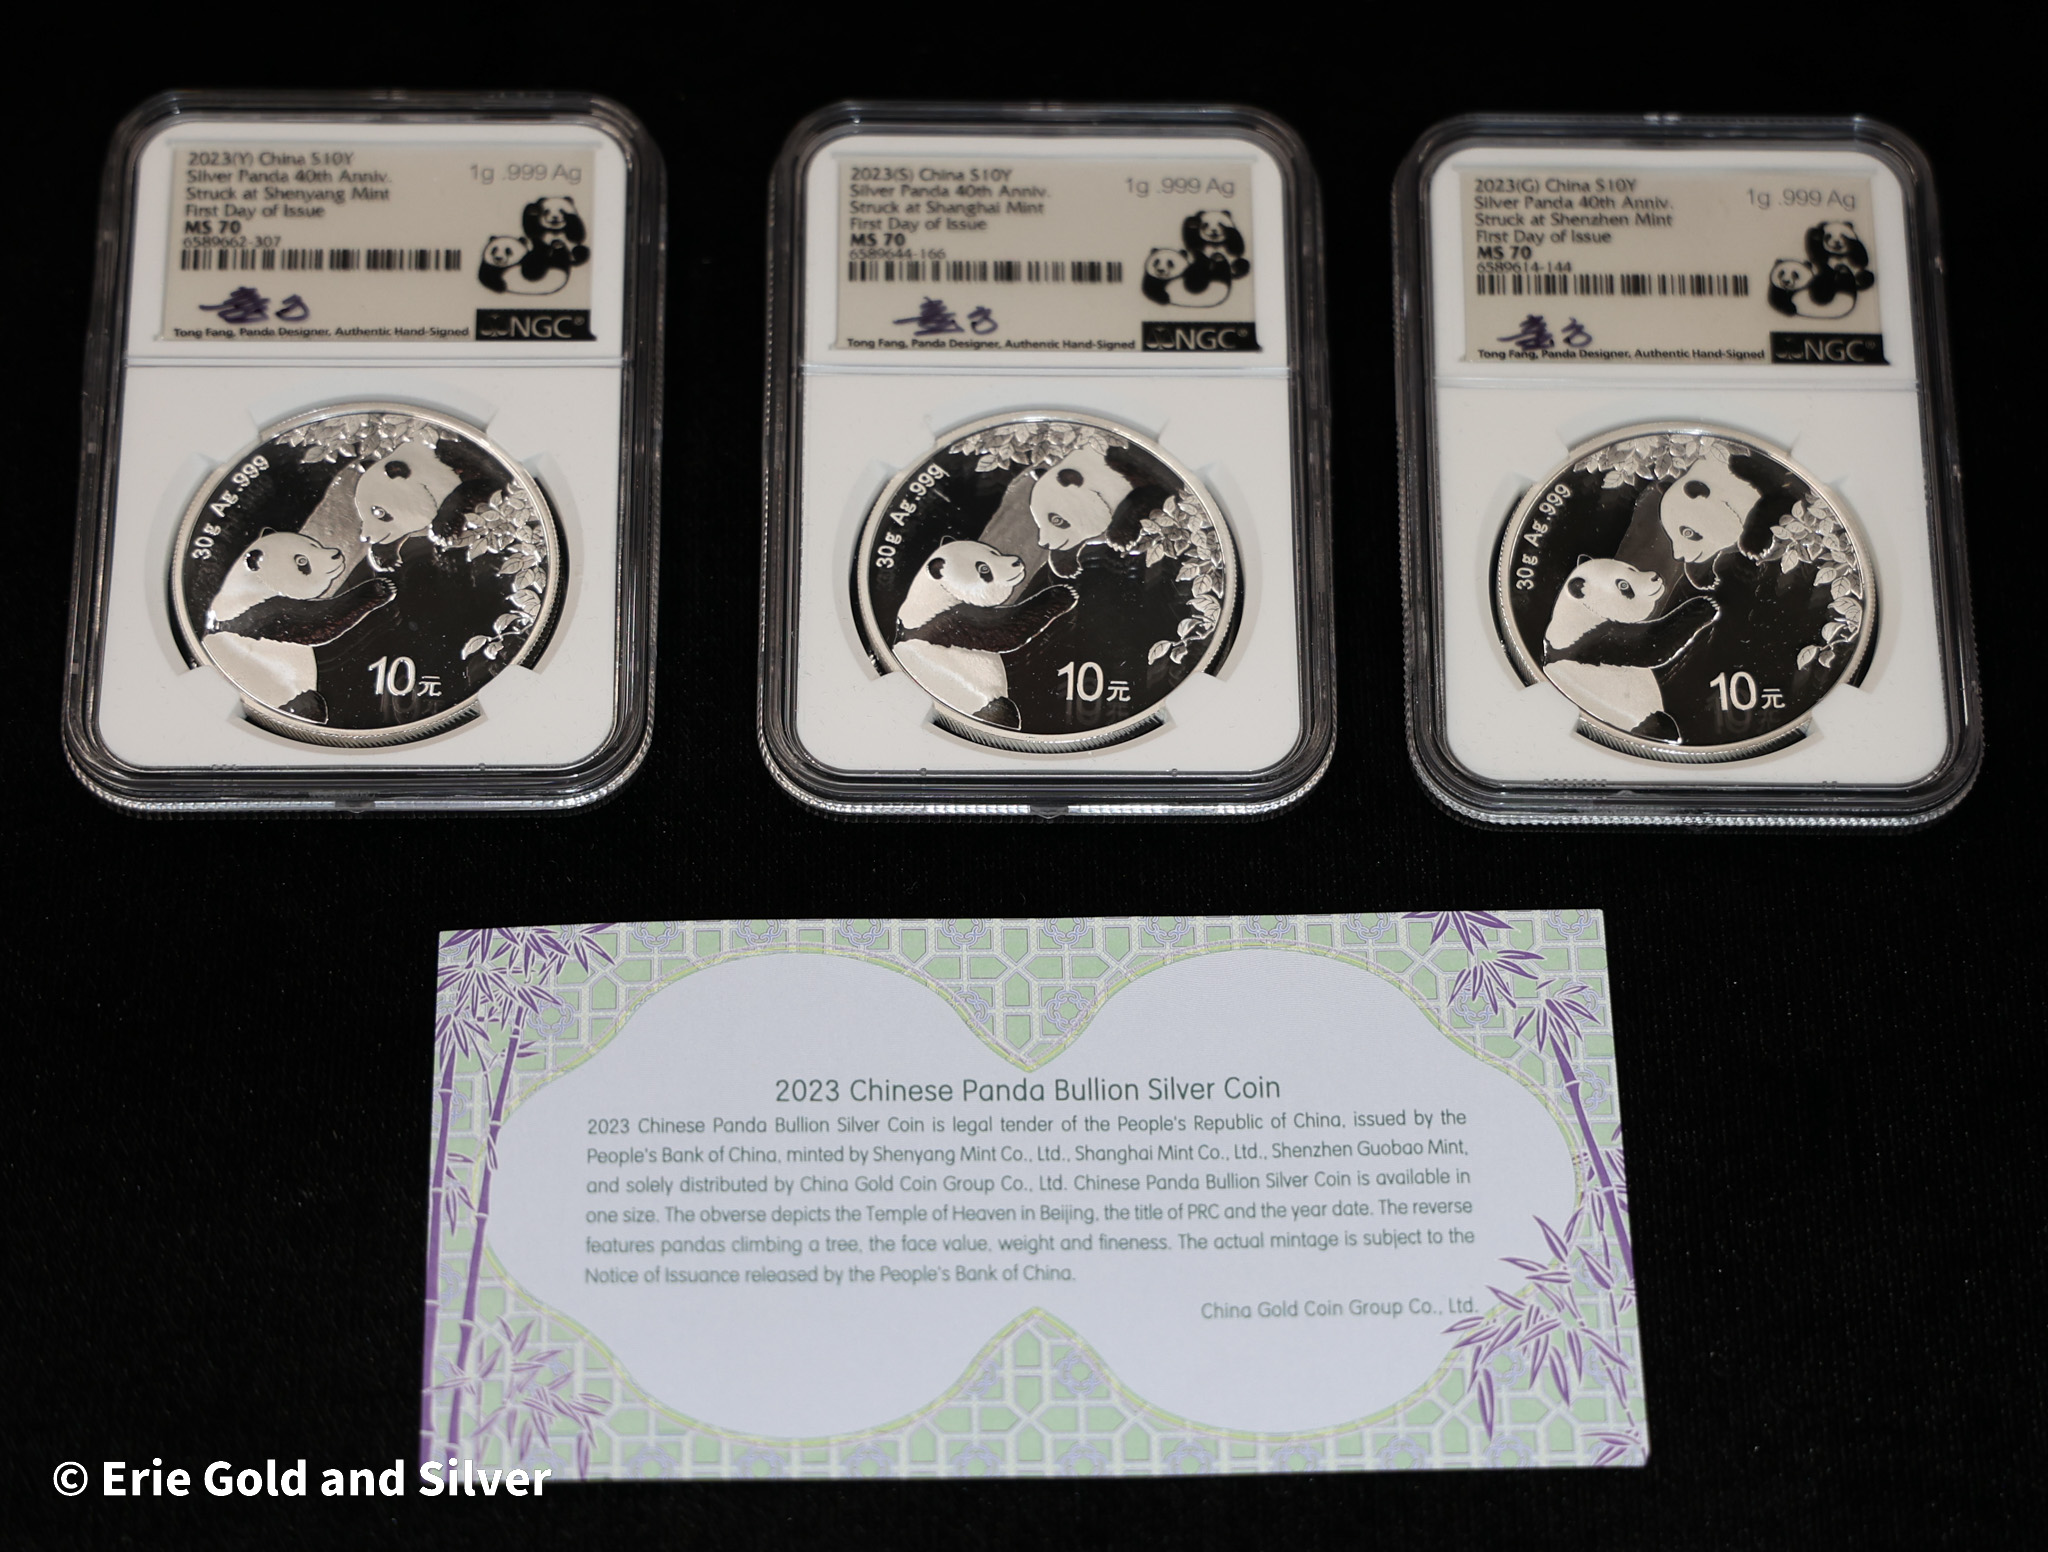 2023(Y) China S10Y
Silver Panda 40th Anniv.
Struck at Shenyang Mint
First Day of Issue
MS 70
6589662-307
1g .999 Ag
Tong Fang, Panda Designer, Authentic Hand-Signed
NGC®
30g Ag.999
10元
2023(S) China S10Y
Silver Panda 40th Anniv.
Struck at Shanghai Mint
First Day of Issue
MS 70
6589644-166
1g .999 Ag
Tong Fang, Panda Designer, Authentic Hand-Signed
NGC®
30g Ag.999
10元
2023(G) China S10Y
Silver Panda 40th Anniv.
Struck at Shenzhen Mint
First Day of Issue
MS 70
6589614-144
1g .999 Ag
Tong Fang, Panda Designer, Authentic Hand-Signed
NGC®
30g Ag.999
10元
2023 Chinese Panda Bullion Silver Coin
2023 Chinese Panda Bullion Silver Coin is legal tender of the People's Republic of China, issued by the
People's Bank of China, minted by Shenyang Mint Co., Ltd., Shanghai Mint Co., Ltd., Shenzhen Guobao Mint,
and solely distributed by China Gold Coin Group Co., Ltd. Chinese Panda Bullion Silver Coin is available in
one size. The obverse depicts the Temple of Heaven in Beijing, the title of PRC and the year date. The reverse
features pandas climbing a tree, the face value, weight and fineness. The actual mintage is subject to the
Notice of Issuance released by the People's Bank of China.
China Gold Coin Group Co., Ltd.
© Erie Gold and Silver